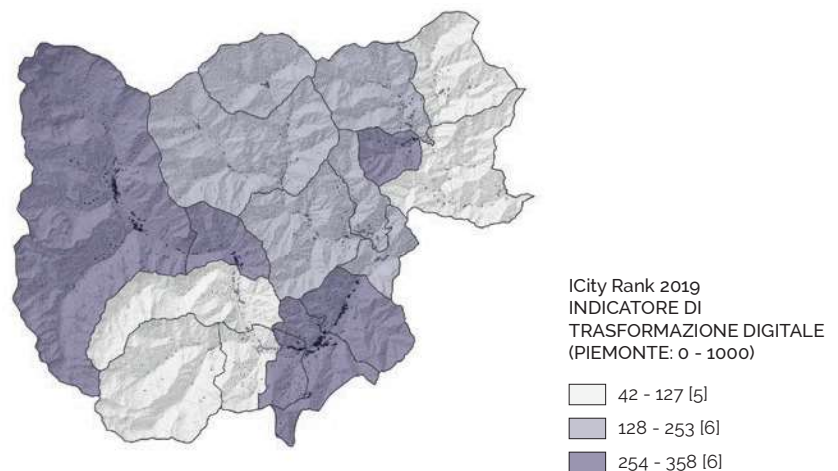 ICity Rank 2019
INDICATORE DI
TRASFORMAZIONE DIGITALE
(PIEMONTE: 0 - 1000)
42 - 127 [5]
128 - 253 [6]
254 - 358 [6]